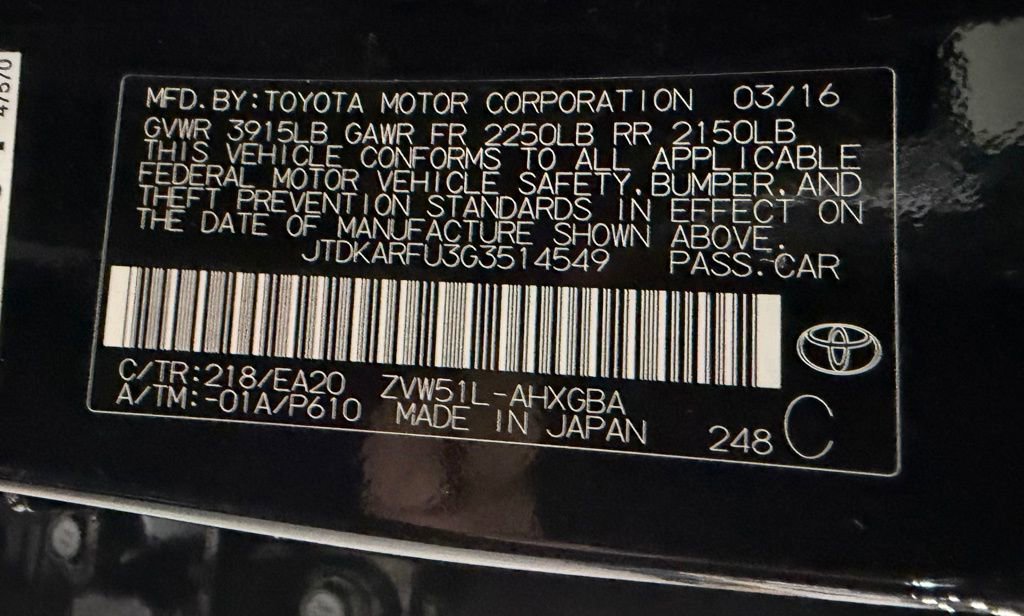 47570
MFD.BY:TOYOTA MOTOR CORPORATION 03/16
GVWR 3915LB GAWR FR 2250LB RR 2150LB
THIS VEHICLE CONFORMS TO ALL APPLICABLE
FEDERAL MOTOR VEHICLE SAFETY, BUMPER, AND
THEFT PREVENTION STANDARDS IN EFFECT ON
THE DATE OF MANUFACTURE SHOWN ABOVE.
JTDKARFU3G3514549 PASS.CAR
C/TR:218/EA20 ZVW51L-AHXGBA
A/TM:-01A/P610 MADE IN JAPAN 248 C